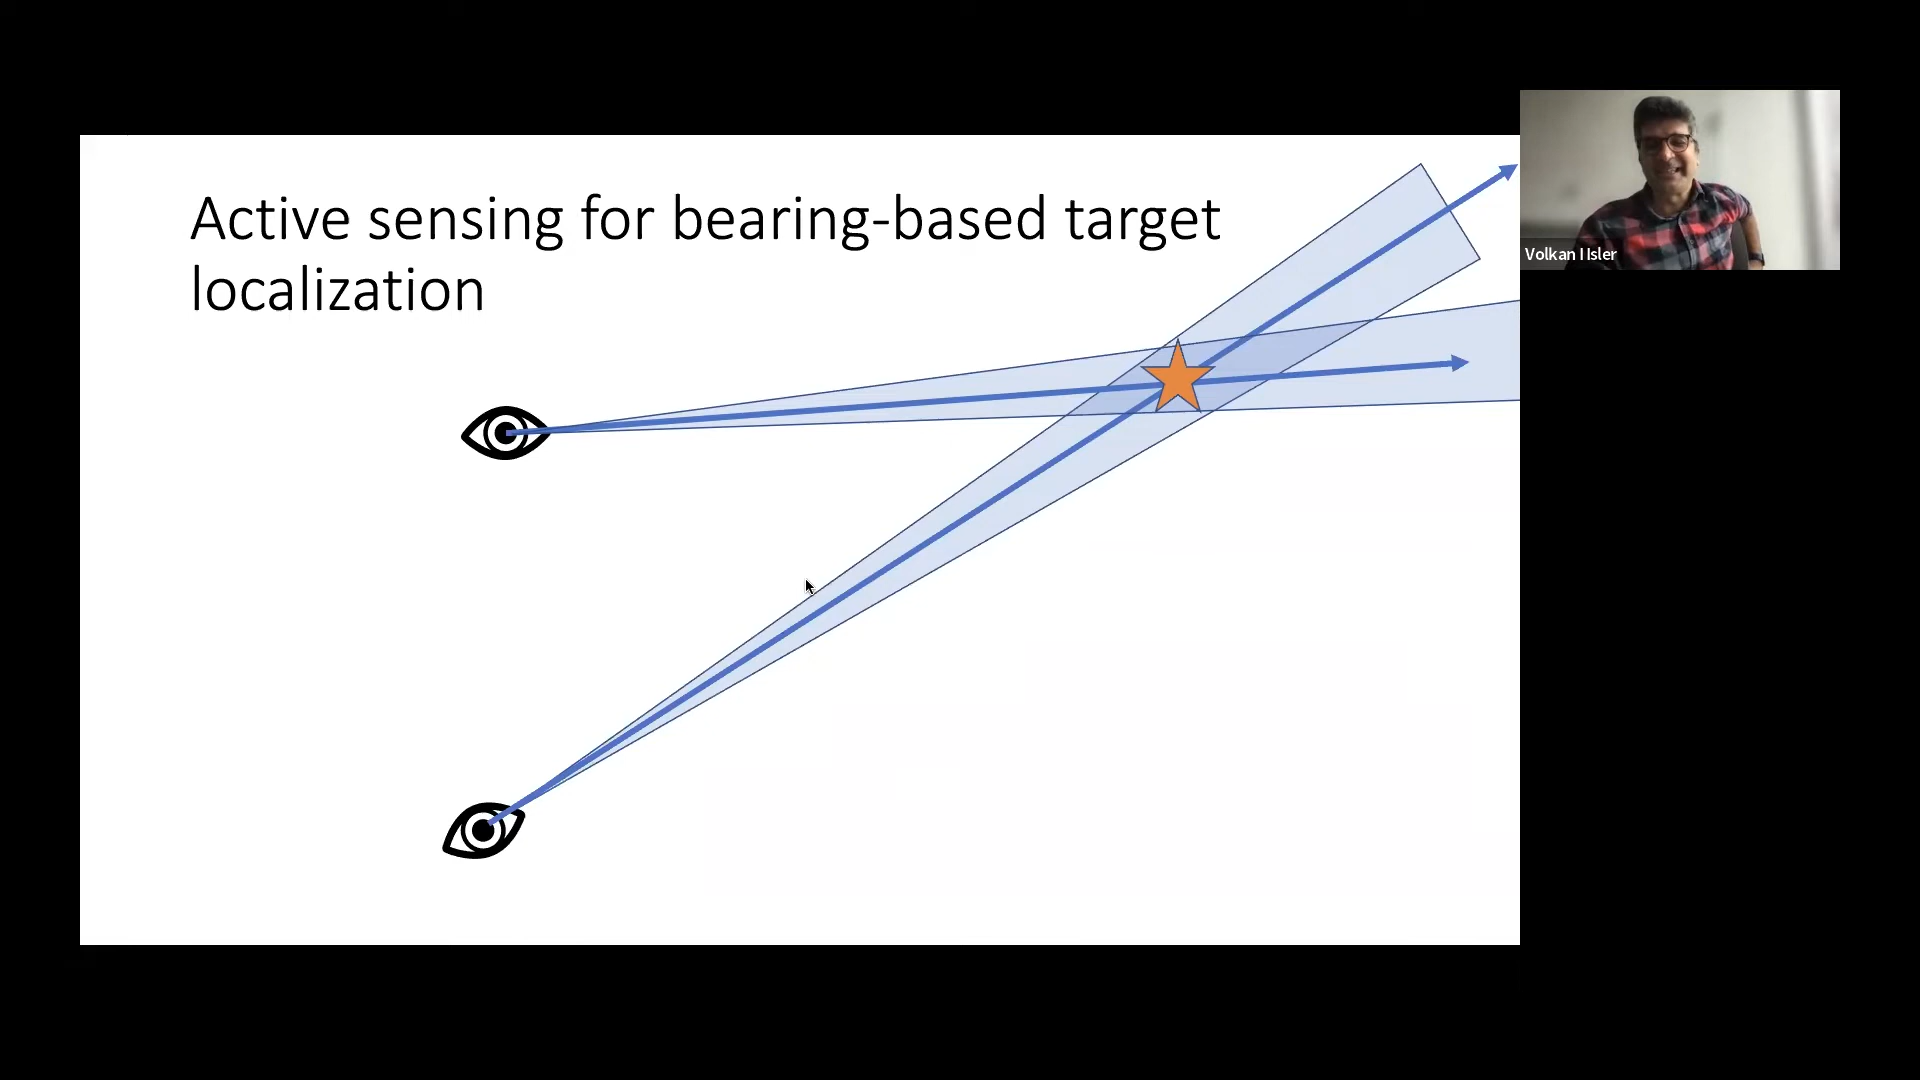 Active sensing for bearing-based target
localization
Volkan Isler